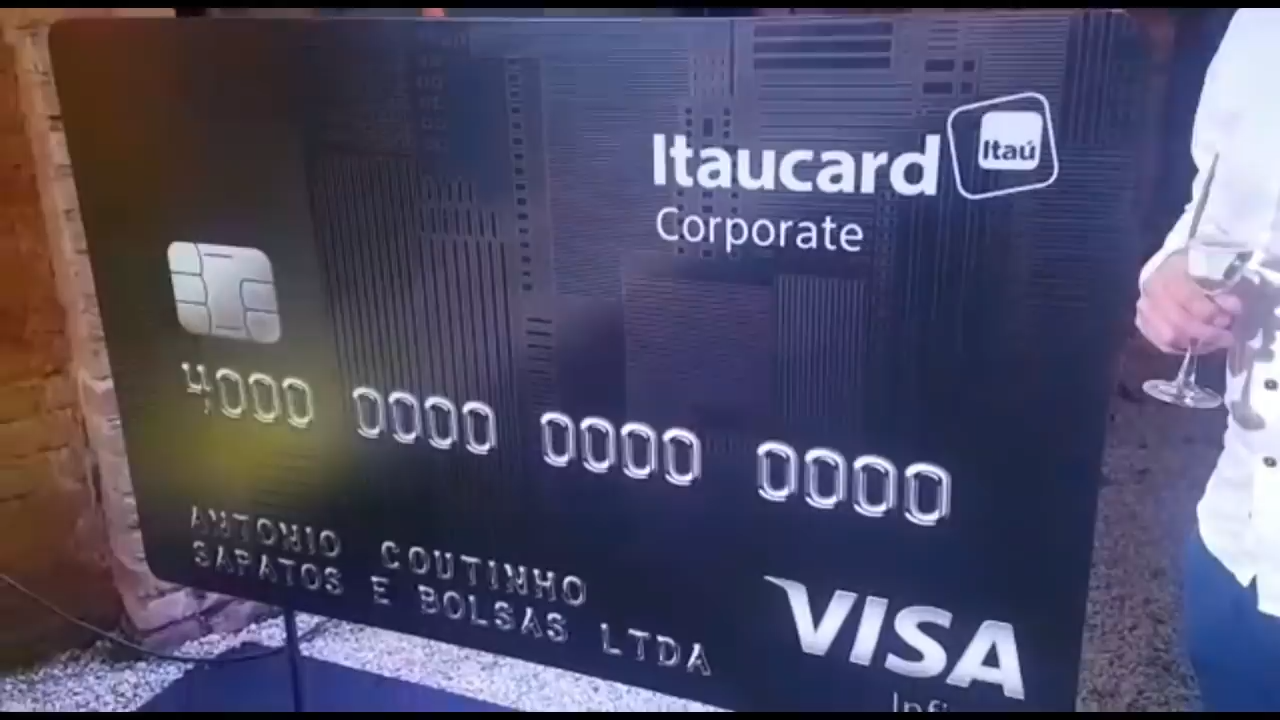 Itaucard
Itaú
Corporate
4000 0000 0000 0000
ANTONIO COUTINHO
SAPATOS E BOLSAS LTDA
VISA